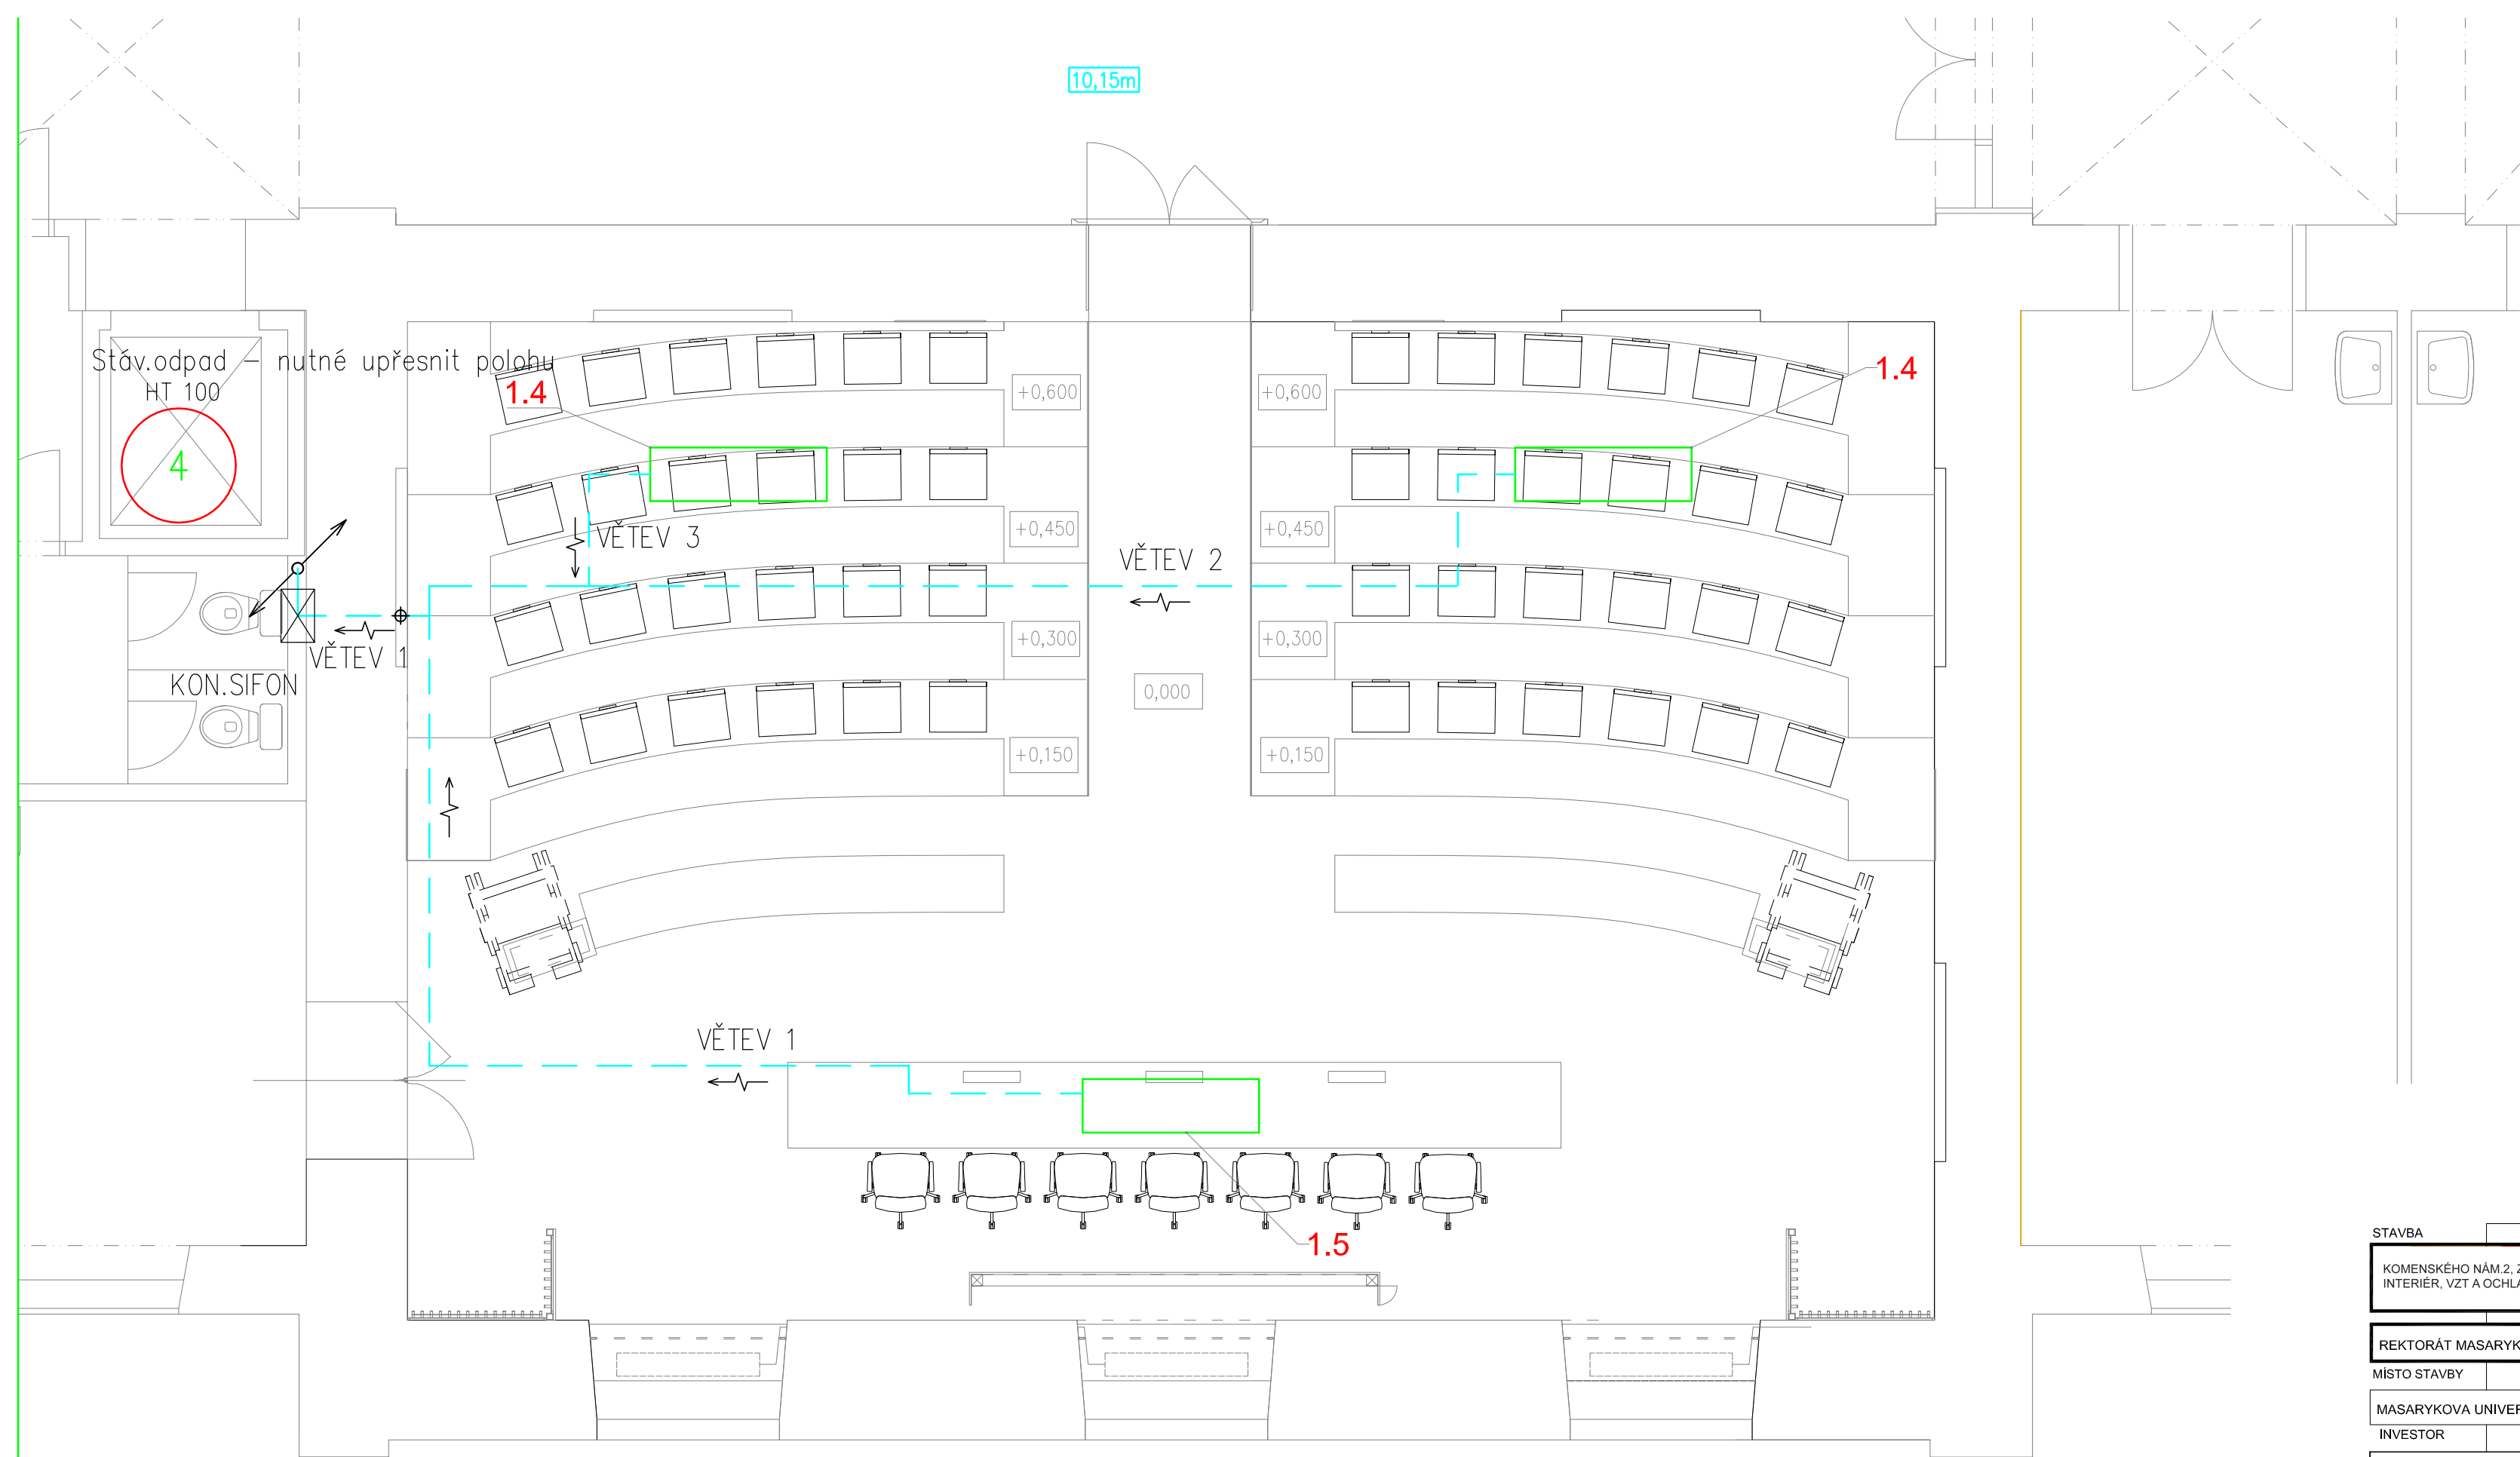 10,15m
Stáv.odpad – nutné upřesnit polohu
HT 100
1.4
1.4
4
+0,600
+0,600
+0,450
+0,450
VĚTEV 3
VĚTEV 2
+0,300
+0,300
VĚTEV 1
KON.SIFON
0,000
+0,150
+0,150
VĚTEV 1
1.5
STAVBA
KOMENSKÉHO NÁM.2,
INTERIÉR, VZT A OCHLA
REKTORÁT MASARYK
MÍSTO STAVBY
MASARYKOVA UNIVER
INVESTOR